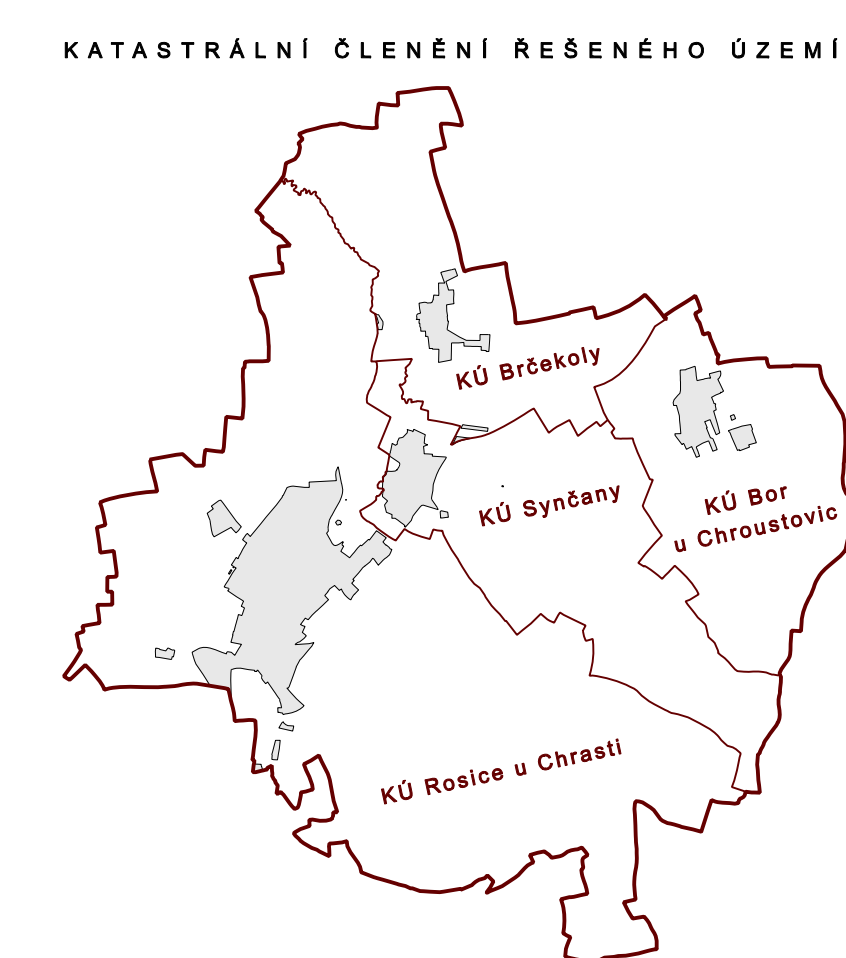 KATASTRÁLNÍ ČLENĚNÍ ŘEŠENÉHO ÚZEMÍ
KÚ Brčekoly
KÚ Synčany
KÚ Bor
u Chroustovic
KÚ Rosice u Chrasti